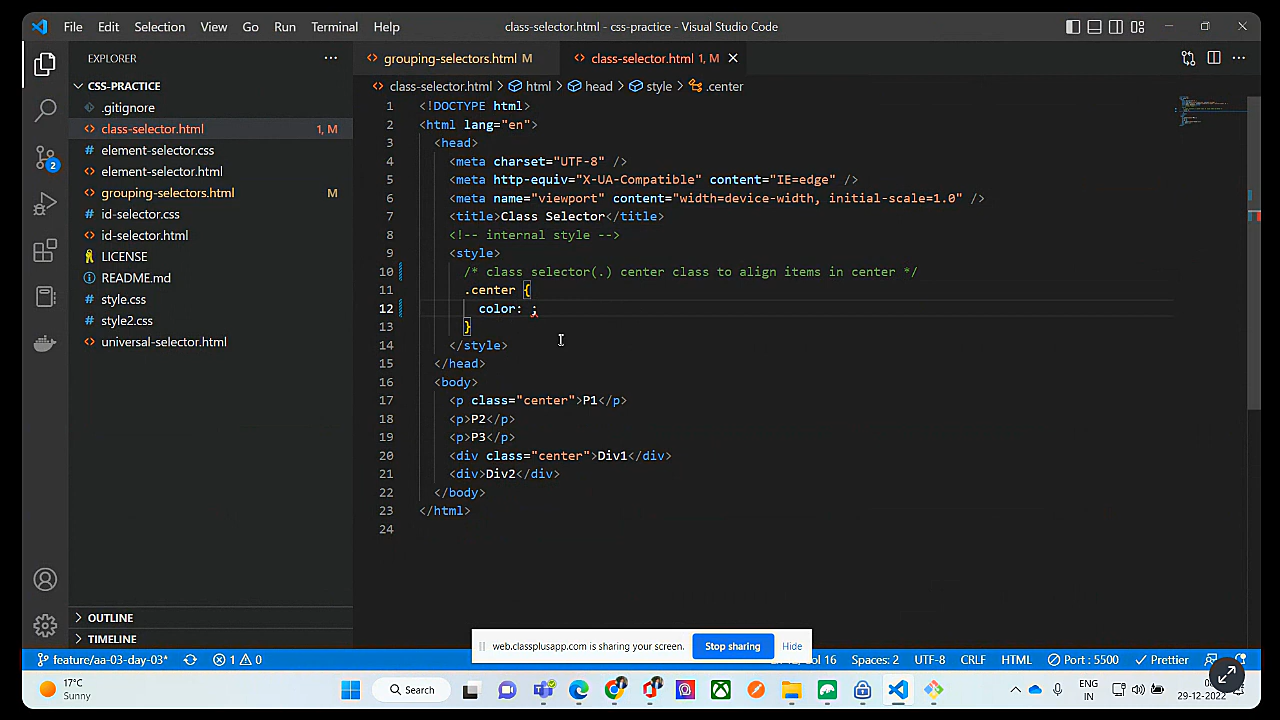 File Edit Selection View Go Run Terminal Help
class-selector.html - css-practice - Visual Studio Code
EXPLORER
CSS-PRACTICE
.gitignore
class-selector.html 1, M
element-selector.css
element-selector.html
grouping-selectors.html M
id-selector.css
id-selector.html
LICENSE
README.md
style.css
style2.css
universal-selector.html
OUTLINE
TIMELINE
grouping-selectors.html M class-selector.html 1, M
class-selector.html > html > head > style > .center
1 <!DOCTYPE html>
2 <html lang="en">
3 <head>
4 <meta charset="UTF-8" />
5 <meta http-equiv="X-UA-Compatible" content="IE=edge" />
6 <meta name="viewport" content="width=device-width, initial-scale=1.0" />
7 <title>Class Selector</title>
8 <!-- internal style -->
9 <style>
10 /* class selector(.) center class to align items in center */
11 .center {
12 color: ;
13 }
14 </style>
15 </head>
16 <body>
17 <p class="center">P1</p>
18 <p>P2</p>
19 <p>P3</p>
20 <div class="center">Div1</div>
21 <div>Div2</div>
22 </body>
23 </html>
24
web.classplusapp.com is sharing your screen. Stop sharing Hide
2
feature/aa-03-day-03* 1 0
Spaces: 2 UTF-8 CRLF HTML Port : 5500 Prettier
17°C
Sunny
Search
ENG
IN
29-12-2022